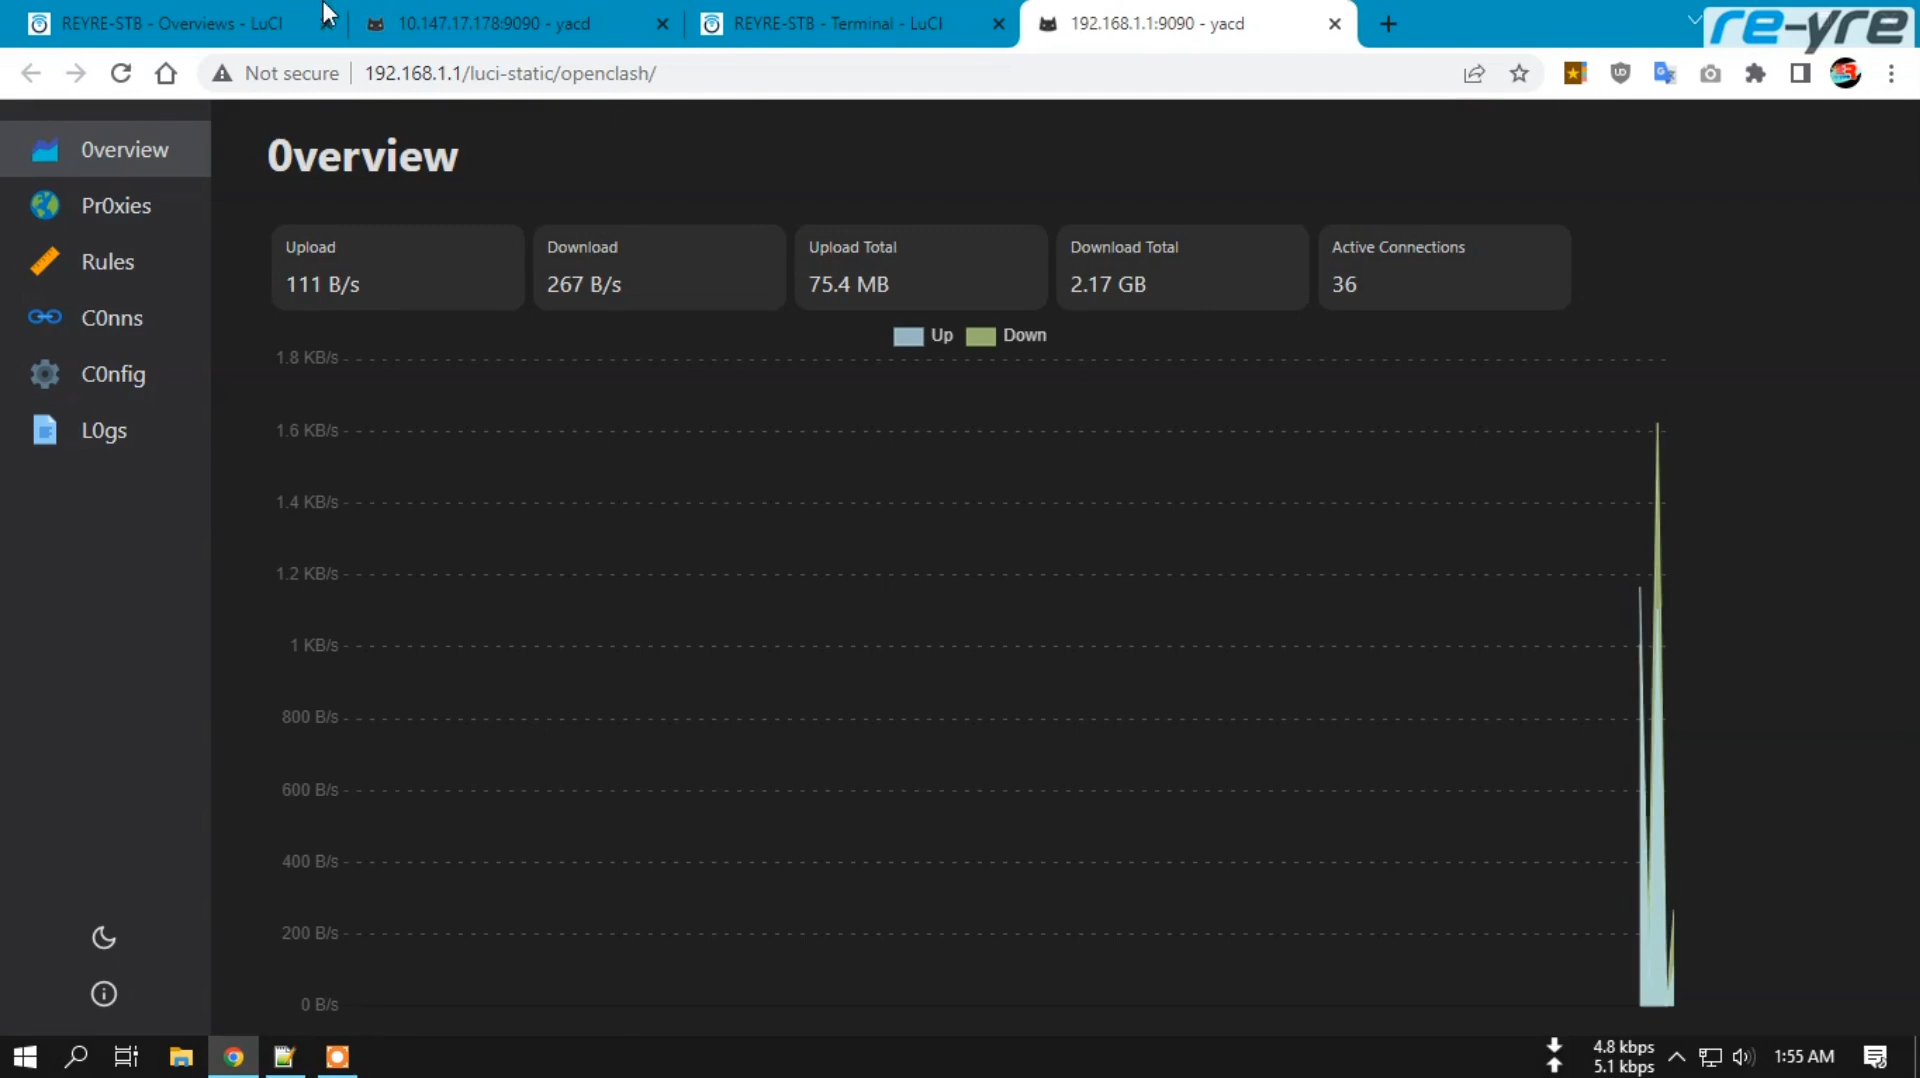 REYRE-STB - Overviews - LuCI
10.147.17.178:9090 - yacd
REYRE-STB - Terminal - LuCI
192.168.1.1:9090 - yacd
re-yre
Not secure
192.168.1.1/luci-static/openclash/
0verview
Pr0xies
Rules
C0nns
C0nfig
L0gs
0verview
Upload
111 B/s
Download
267 B/s
Upload Total
75.4 MB
Download Total
2.17 GB
Active Connections
36
Up
Down
1.8 KB/s
1.6 KB/s
1.4 KB/s
1.2 KB/s
1 KB/s
800 B/s
600 B/s
400 B/s
200 B/s
0 B/s
4.8 kbps
5.1 kbps
1:55 AM